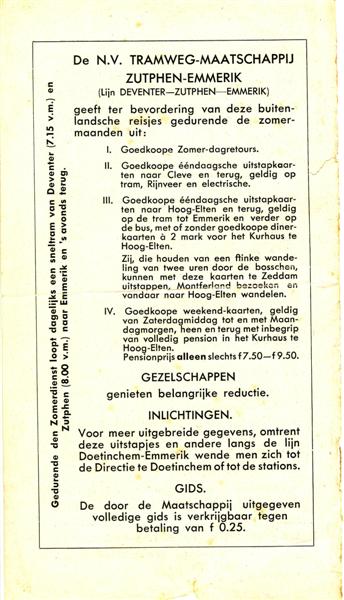 De N.V. TRAMWEG-MAATSCHAPPIJ
ZUTPHEN-EMMERIK
(Lijn DEVENTER—ZUTPHEN—EMMERIK)
geeft ter bevordering van deze buiten-
landsche reisjes gedurende de zomer-
maanden uit:
I. Goedkoope Zomer-dagretours.
II. Goedkoope ééndaagsche uitstapkaar-
ten naar Cleve en terug, geldig op
tram, Rijnveer en electrische.
III. Goedkoope ééndaagsche uitstapkaarten
naar Hoog-Elten en terug, geldig
op de tram tot Emmerik en verder op
de bus, met of zonder goedkoope diner-
kaarten à 2 mark voor het Kurhaus te
Hoog-Elten.
Zij, die houden van een flinke wande-
ling van twee uren door de bosschen,
kunnen met deze kaarten te Zeddam
uitstappen, Montferland bezoeken en
vandaar naar Hoog-Elten wandelen.
IV. Goedkoope weekend-kaarten, geldig
van Zaterdagmiddag tot en met Maan-
dagmorgen, heen en terug met inbegrip
van volledig pension in het Kurhaus te
Hoog-Elten.
Pensionprijs alleen slechts f 7.50—f 9.50.
GEZELSCHAPPEN
genieten belangrijke reductie.
INLICHTINGEN.
Voor meer uitgebreide gegevens, omtrent
deze uitstapjes en andere langs de lijn
Doetinchem-Emmerik wende men zich tot
de Directie te Doetinchem of tot de stations.
GIDS.
De door de Maatschappij uitgegeven
volledige gids is verkrijgbaar tegen
betaling van f 0.25.
Gedurende den Zomerdienst loopt dagelijks een sneltram van Deventer (7.15 v.m.) en
Zutphen (8.00 v.m.) naar Emmerik en 's avonds terug.